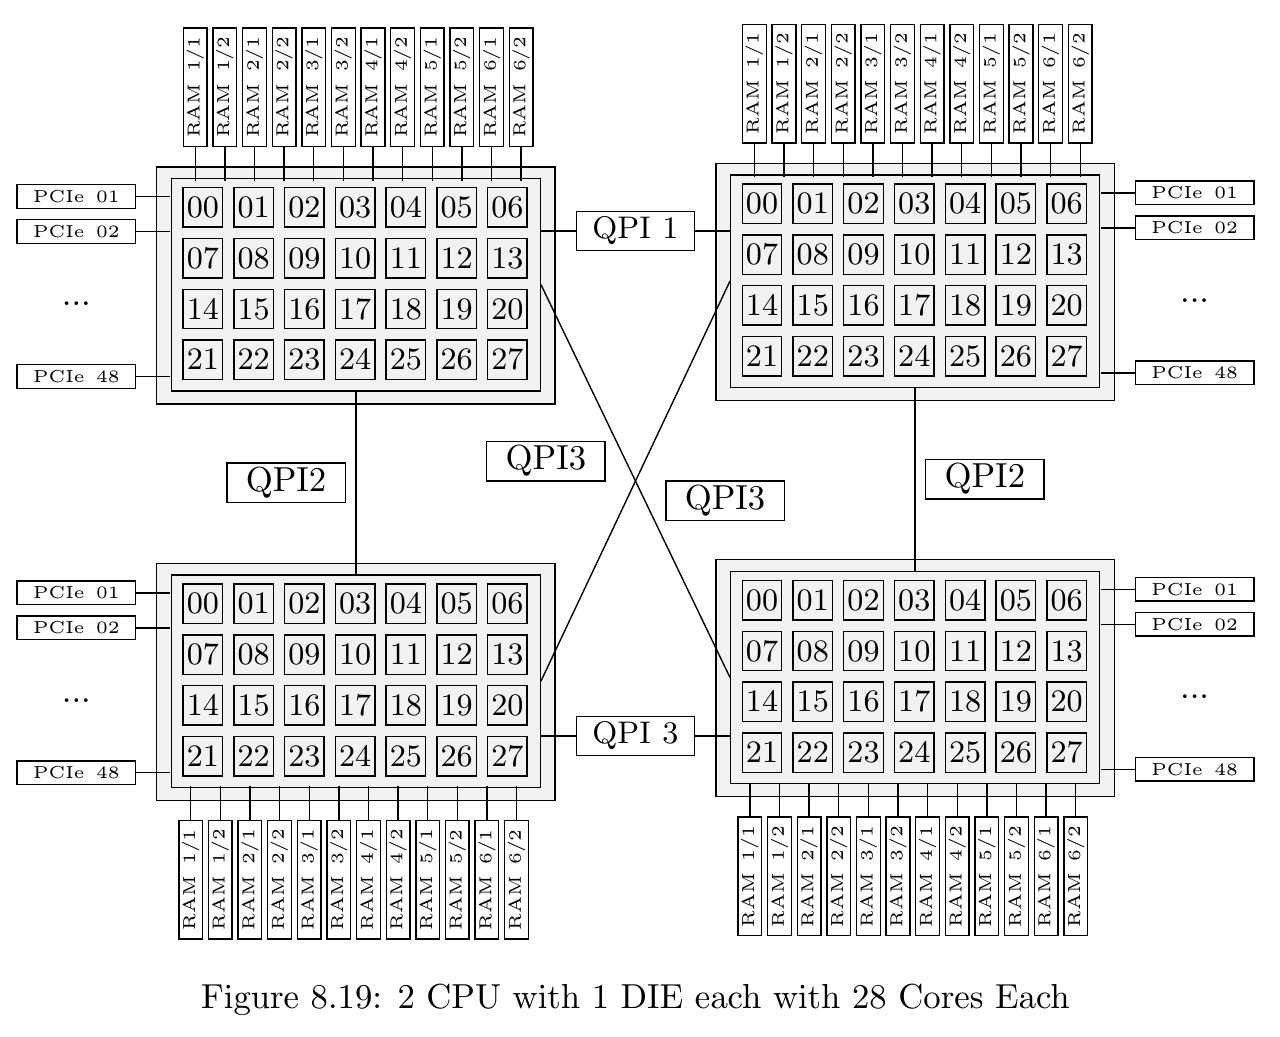 RAM 1/1 RAM 1/2 RAM 2/1 RAM 2/2 RAM 3/1 RAM 3/2 RAM 4/1 RAM 4/2 RAM 5/1 RAM 5/2 RAM 6/1 RAM 6/2
PCIe 01
PCIe 02
...
PCIe 48
00 01 02 03 04 05 06
07 08 09 10 11 12 13
14 15 16 17 18 19 20
21 22 23 24 25 26 27
QPI 1
RAM 1/1 RAM 1/2 RAM 2/1 RAM 2/2 RAM 3/1 RAM 3/2 RAM 4/1 RAM 4/2 RAM 5/1 RAM 5/2 RAM 6/1 RAM 6/2
00 01 02 03 04 05 06
07 08 09 10 11 12 13
14 15 16 17 18 19 20
21 22 23 24 25 26 27
PCIe 01
PCIe 02
...
PCIe 48
QPI2
QPI3
QPI3
QPI2
PCIe 01
PCIe 02
...
PCIe 48
00 01 02 03 04 05 06
07 08 09 10 11 12 13
14 15 16 17 18 19 20
21 22 23 24 25 26 27
RAM 1/1 RAM 1/2 RAM 2/1 RAM 2/2 RAM 3/1 RAM 3/2 RAM 4/1 RAM 4/2 RAM 5/1 RAM 5/2 RAM 6/1 RAM 6/2
QPI 3
00 01 02 03 04 05 06
07 08 09 10 11 12 13
14 15 16 17 18 19 20
21 22 23 24 25 26 27
PCIe 01
PCIe 02
...
PCIe 48
RAM 1/1 RAM 1/2 RAM 2/1 RAM 2/2 RAM 3/1 RAM 3/2 RAM 4/1 RAM 4/2 RAM 5/1 RAM 5/2 RAM 6/1 RAM 6/2
Figure 8.19: 2 CPU with 1 DIE each with 28 Cores Each